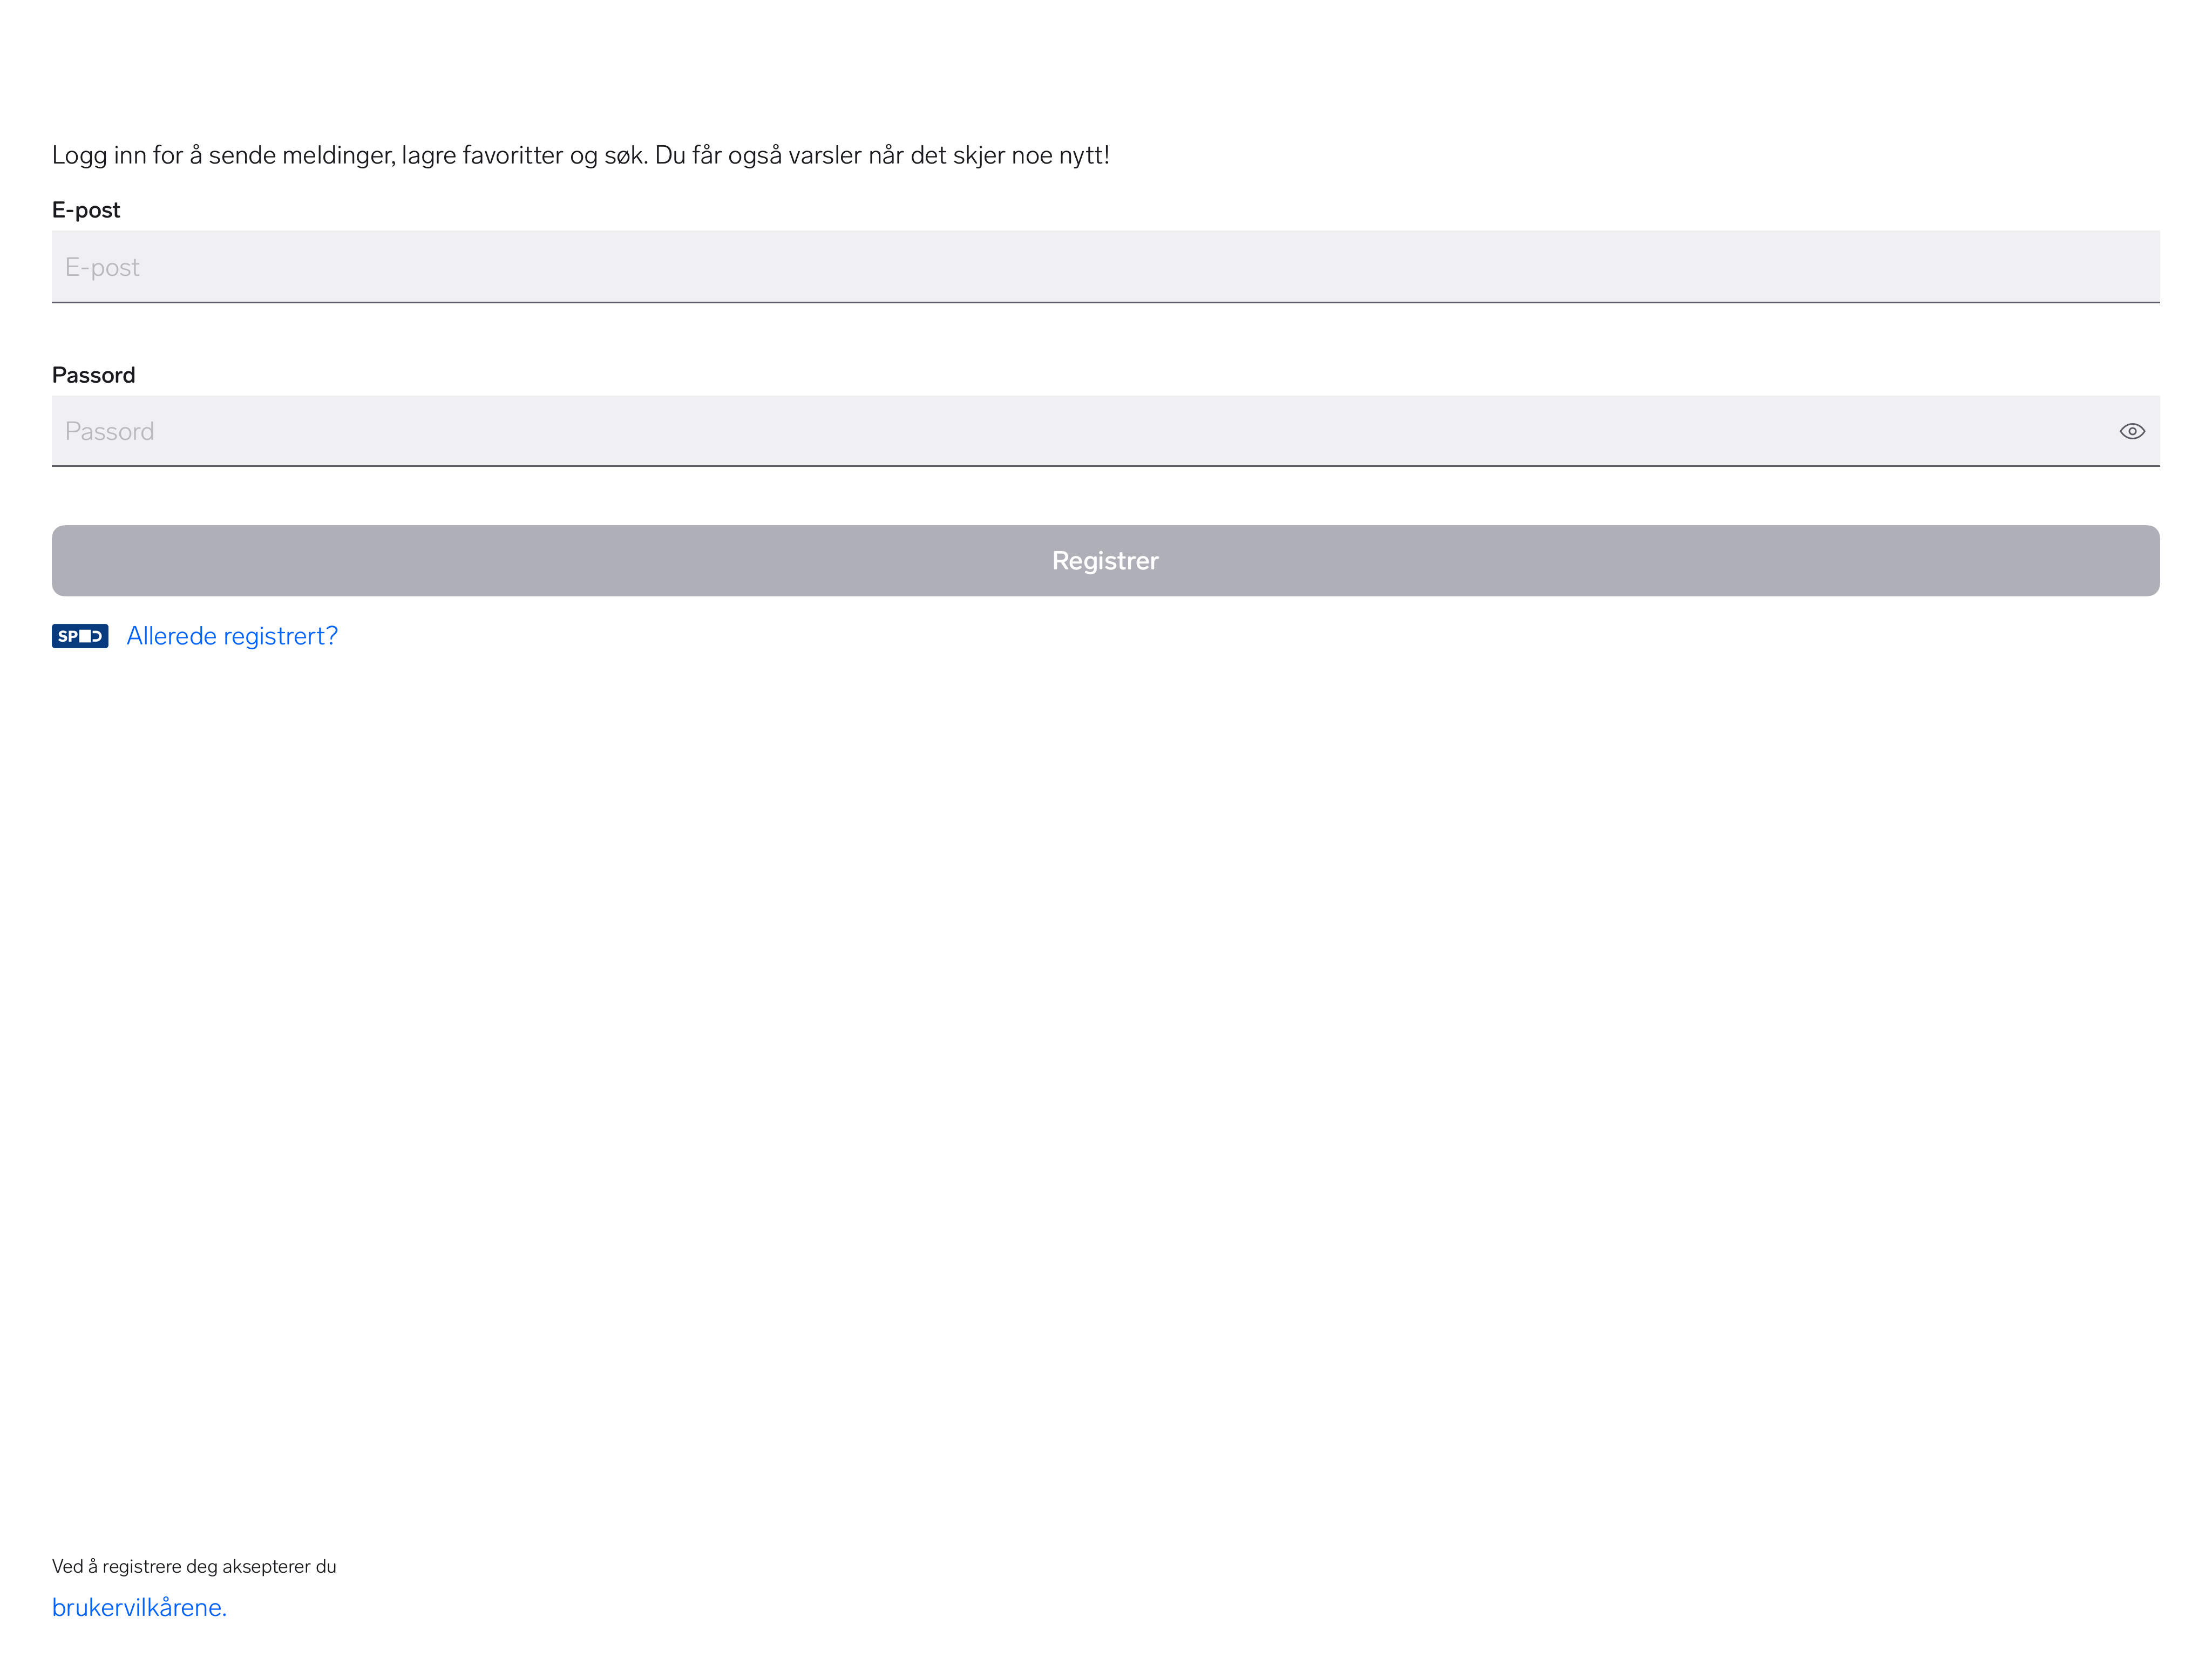 Logg inn for å sende meldinger, lagre favoritter og søk. Du får også varsler når det skjer noe nytt!
E-post
E-post
Passord
Passord
Registrer
Allerede registrert?
Ved å registrere deg aksepterer du
brukervilkårene.